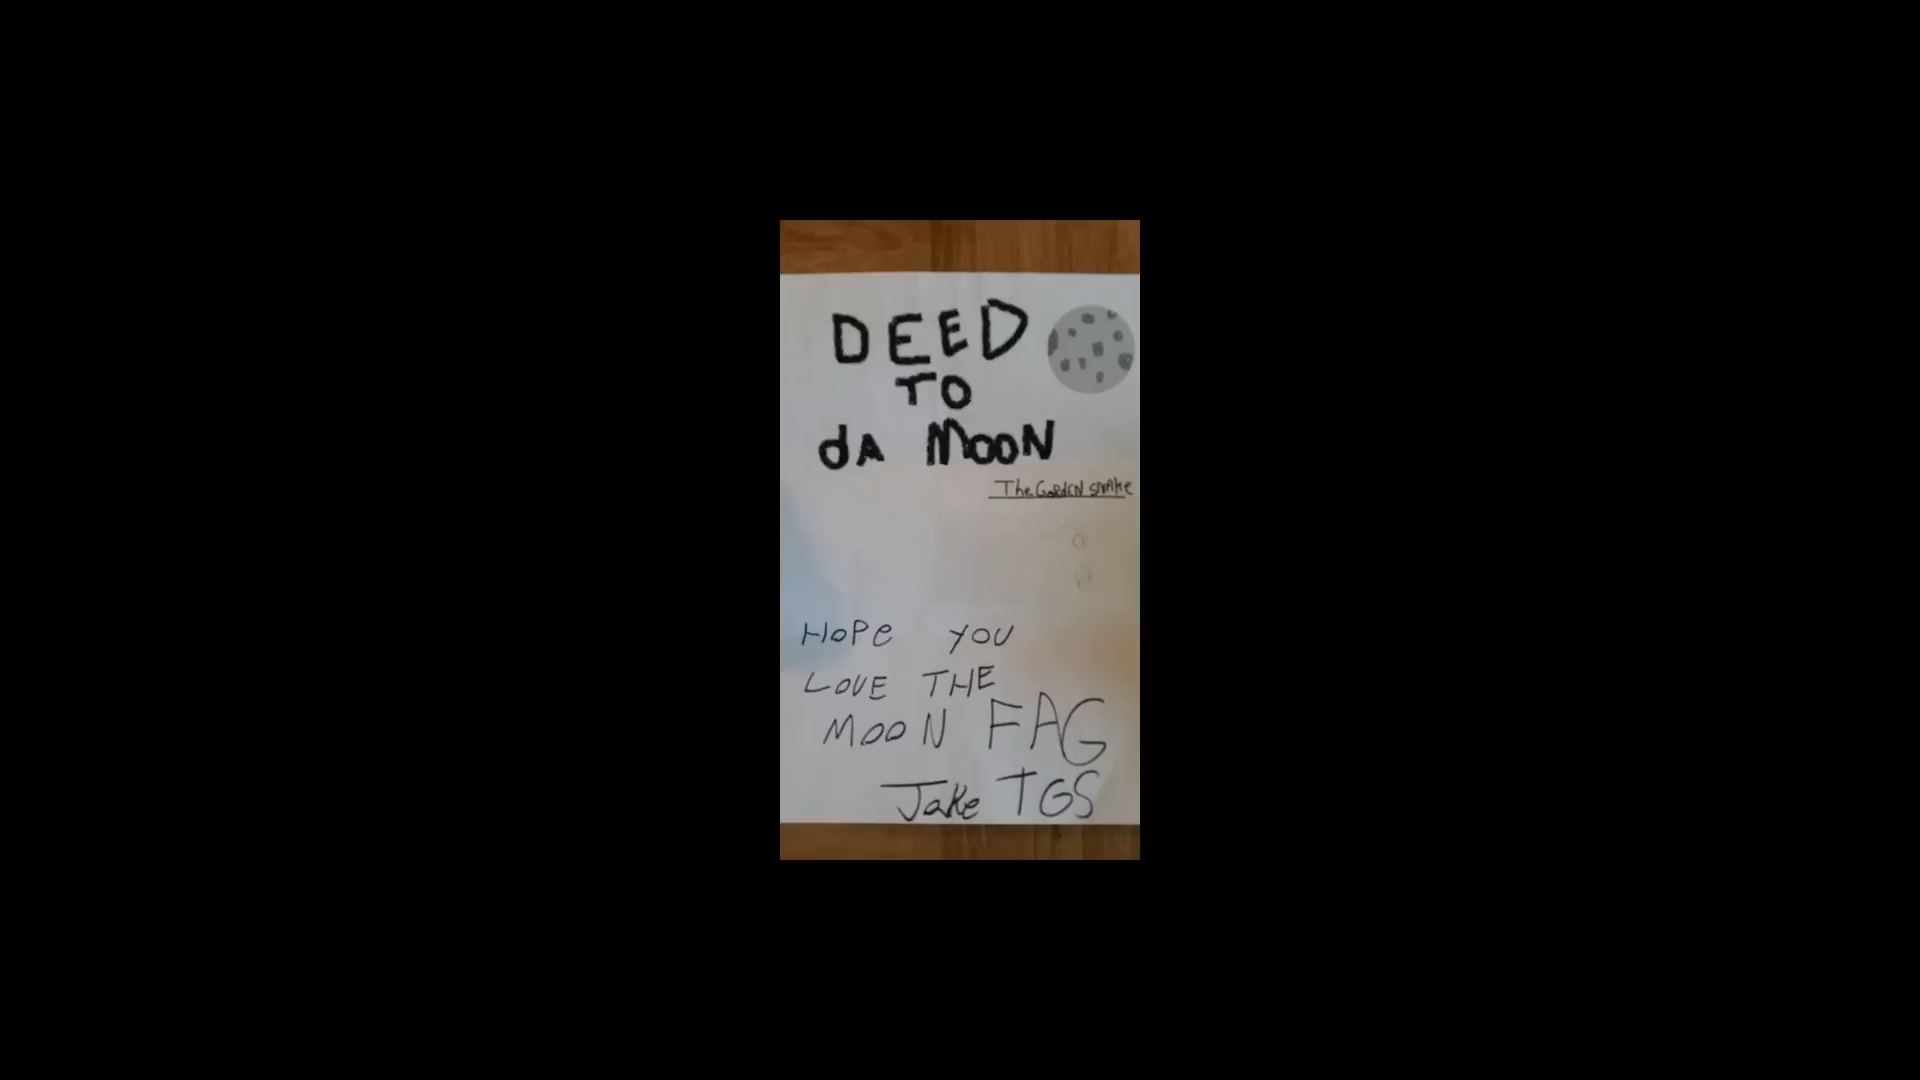 DEED
TO
dA MOON
The GARDEN SNAKE
HOPe YOU
LOVE THE
MOON FAG
Jake TGS